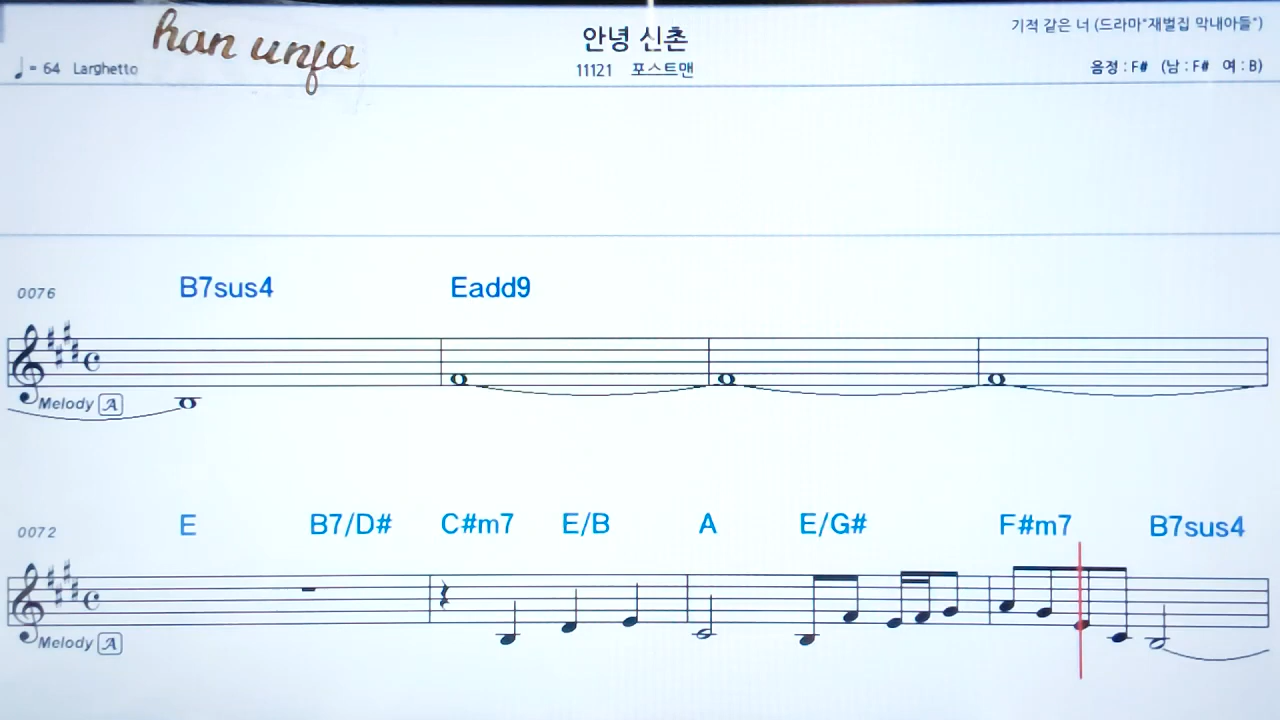 han unja
안녕 신촌
기적 같은 너 (드라마"재벌집 악내아들")
♩= 64 Larghetto
11121 포스트맨
음정 : F# (남 : F# 여 : B)
0076 B7sus4 Eadd9
Melody A
0072 E B7/D# C#m7 E/B A E/G# F#m7 B7sus4
Melody A